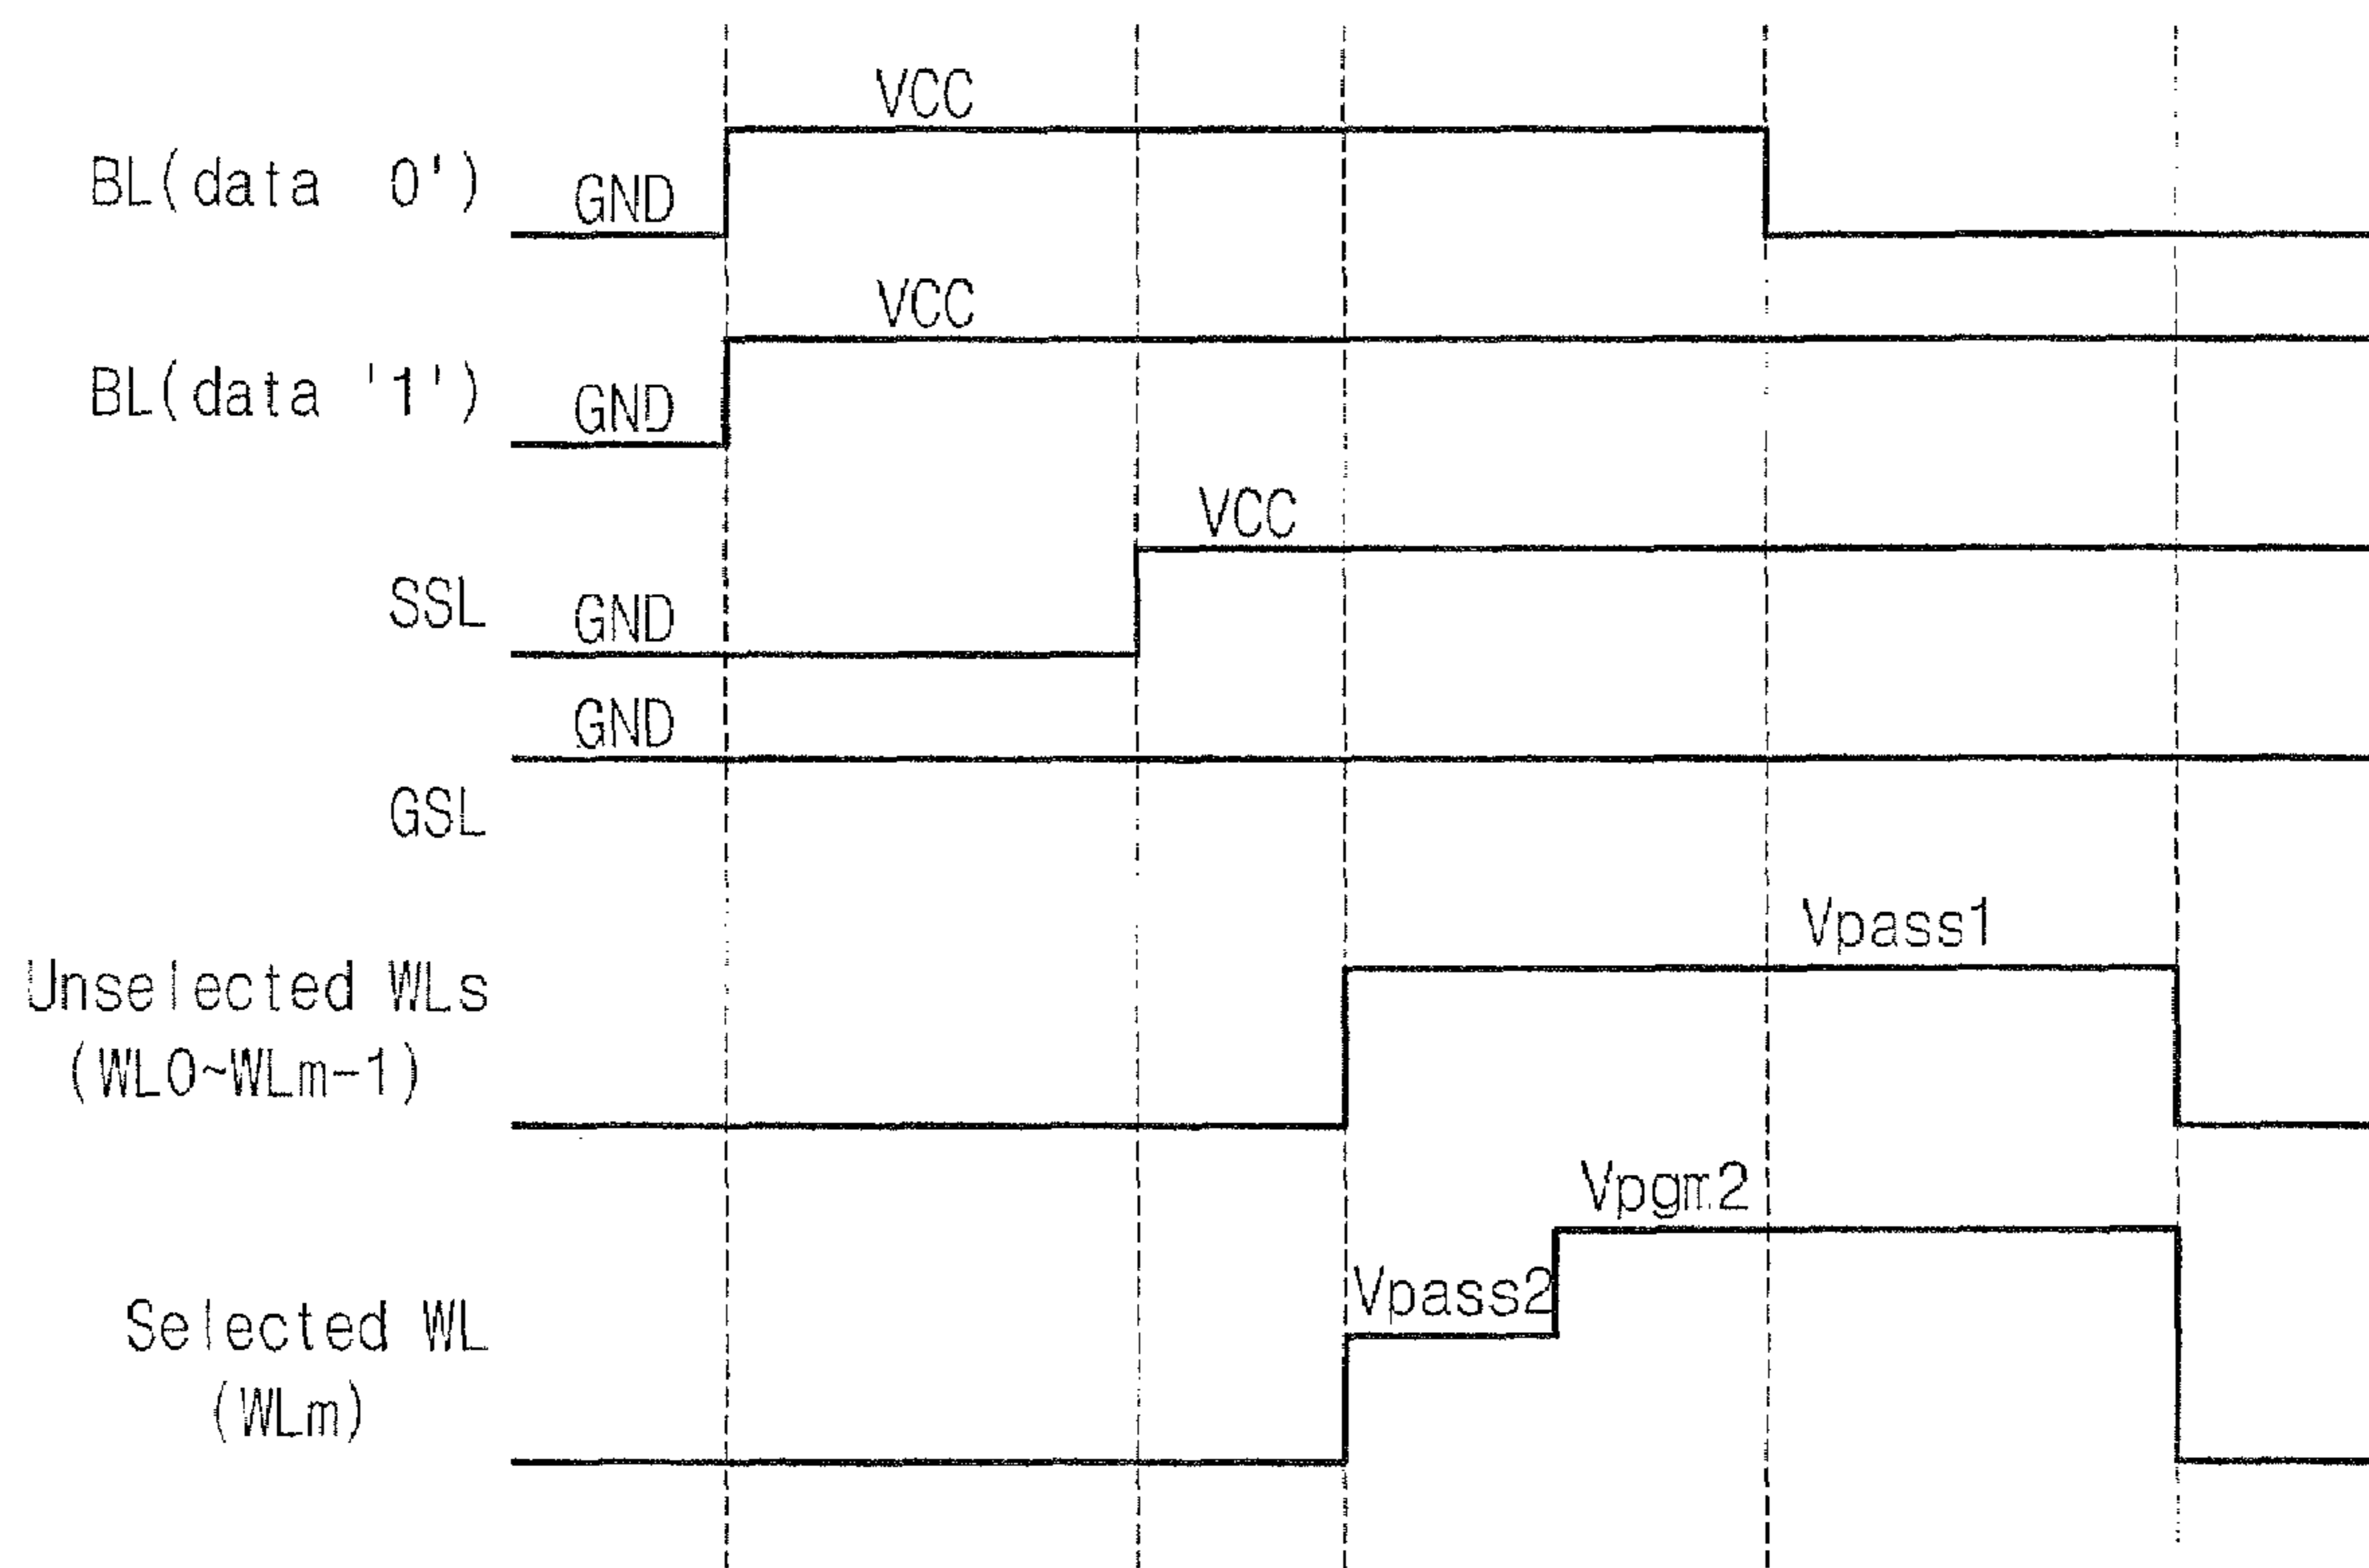 VCC
BL(data 0') GND
VCC
BL(data '1') GND
VCC
SSL GND
GND
GSL
Vpass1
Unselected WLs
(WL0~WLm-1)
Vpgm2
Vpass2
Selected WL
(WLm)